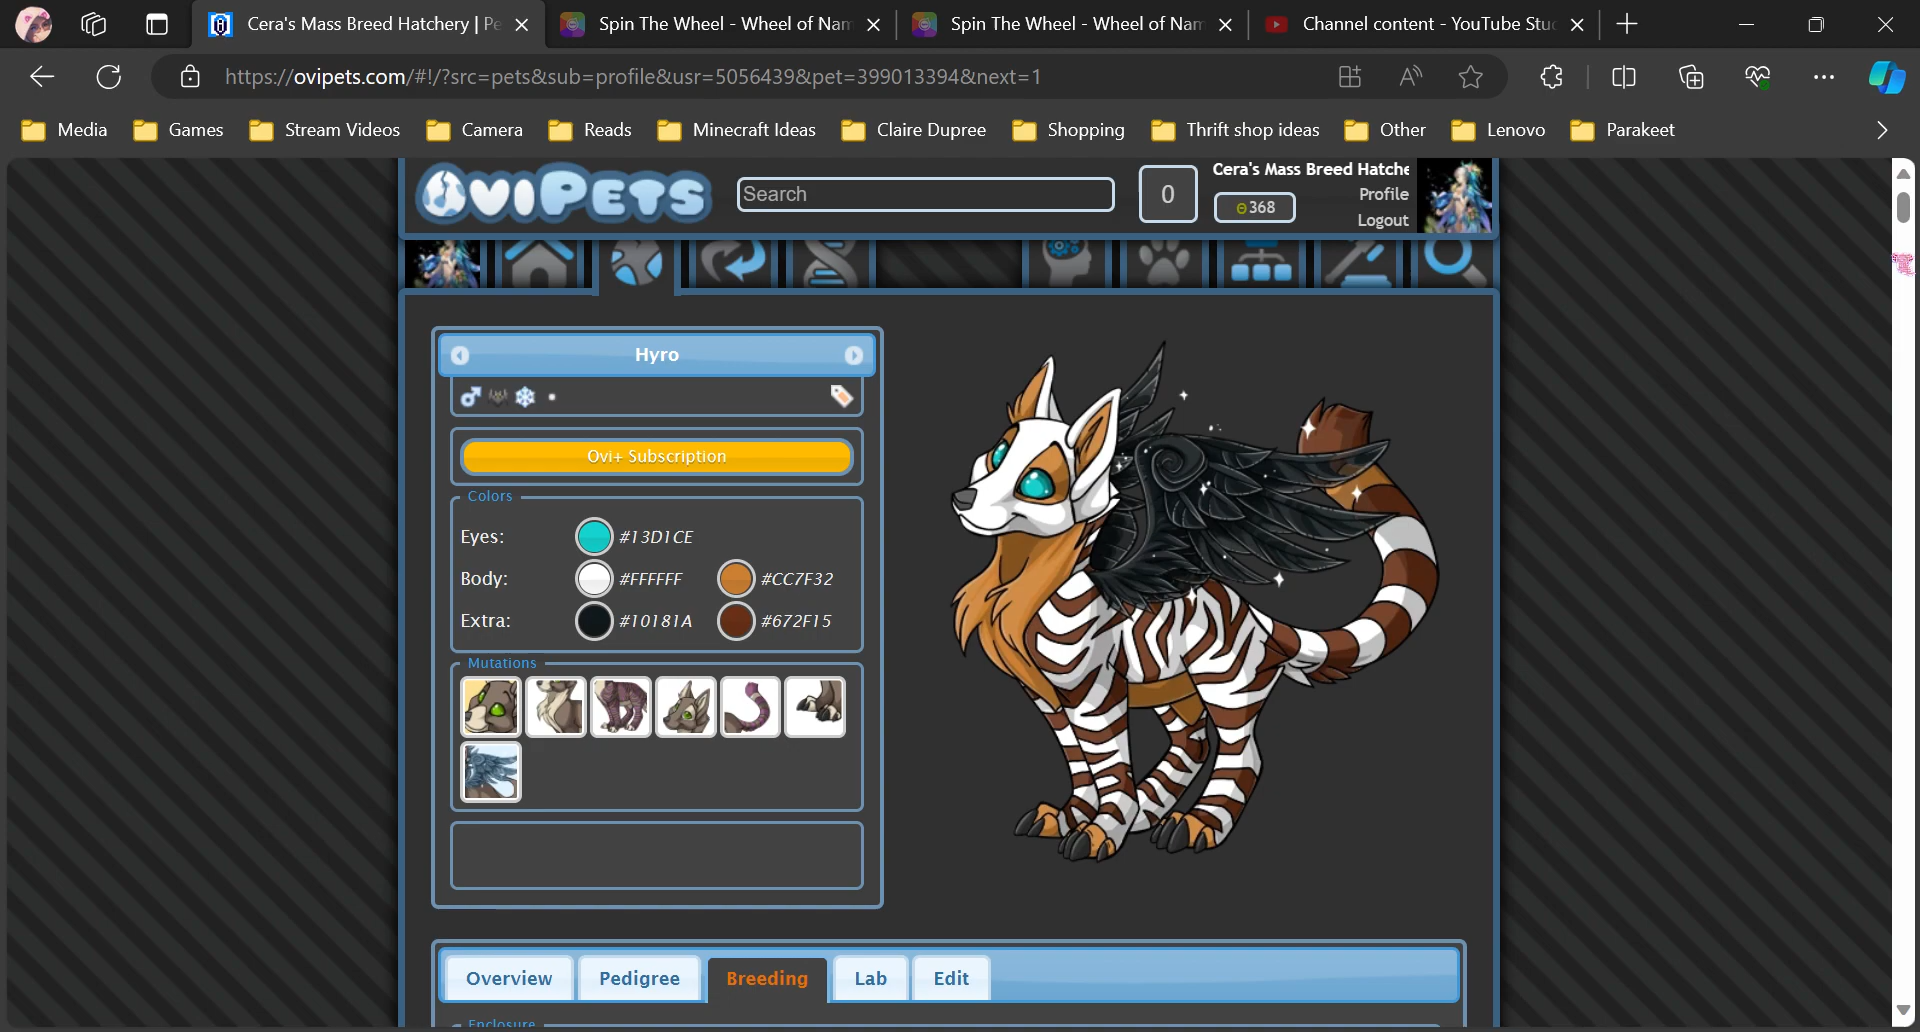 Cera's Mass Breed Hatchery | Pe
Spin The Wheel - Wheel of Nam
Spin The Wheel - Wheel of Nam
Channel content - YouTube Stu
https://ovipets.com/#!/?src=pets&sub=profile&usr=5056439&pet=399013394&next=1
Media
Games
Stream Videos
Camera
Reads
Minecraft Ideas
Claire Dupree
Shopping
Thrift shop ideas
Other
Lenovo
Parakeet
OviPets
Search
0
Cera's Mass Breed Hatche
368
Profile
Logout
Hyro
Ovi+ Subscription
Colors
Eyes: #13D1CE
Body: #FFFFFF #CC7F32
Extra: #10181A #672F15
Mutations
Overview
Pedigree
Breeding
Lab
Edit
Enclosure